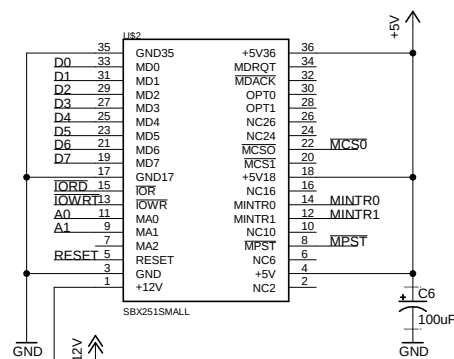 U$2
+5V
35 GND35 +5V36 36
D0 33 MD0 MDRQT 34
D1 31 MD1 MDACK 32
D2 29 MD2 OPT0 30
D3 27 MD3 OPT1 28
D4 25 MD4 NC26 26
D5 23 MD5 NC24 24
D6 21 MD6 MCSO 22 MCS0
D7 19 MD7 MCS1 20
17 GND17 +5V18 18
IORD 15 IOR NC16 16
IOWRT 13 IOWR MINTR0 14 MINTR0
A0 11 MA0 MINTR1 12 MINTR1
A1 9 MA1 NC10 10
7 MA2 MPST 8 MPST
RESET 5 RESET NC6 6
3 GND +5V 4
1 +12V NC2 2
C6
100uF
SBX251SMALL
GND
12V
GND